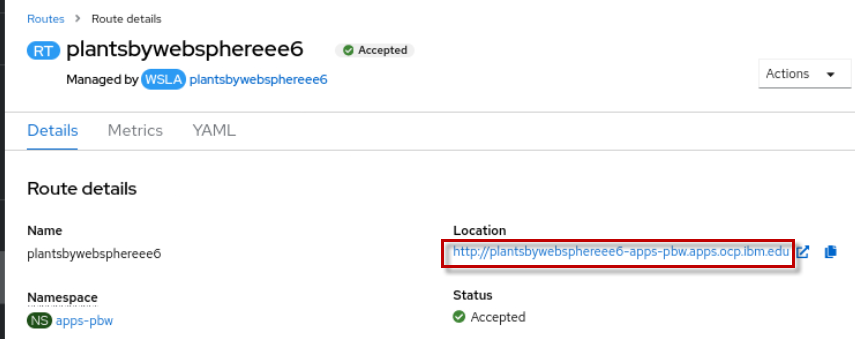 Routes > Route details
RT plantsbywebsphereee6 Accepted
Managed by WSLA plantsbywebsphereee6
Actions
Details Metrics YAML
Route details
Name
plantsbywebsphereee6
Location
http://plantsbywebsphereee6-apps-pbw.apps.ocp.ibm.edu
Namespace
NS apps-pbw
Status
Accepted